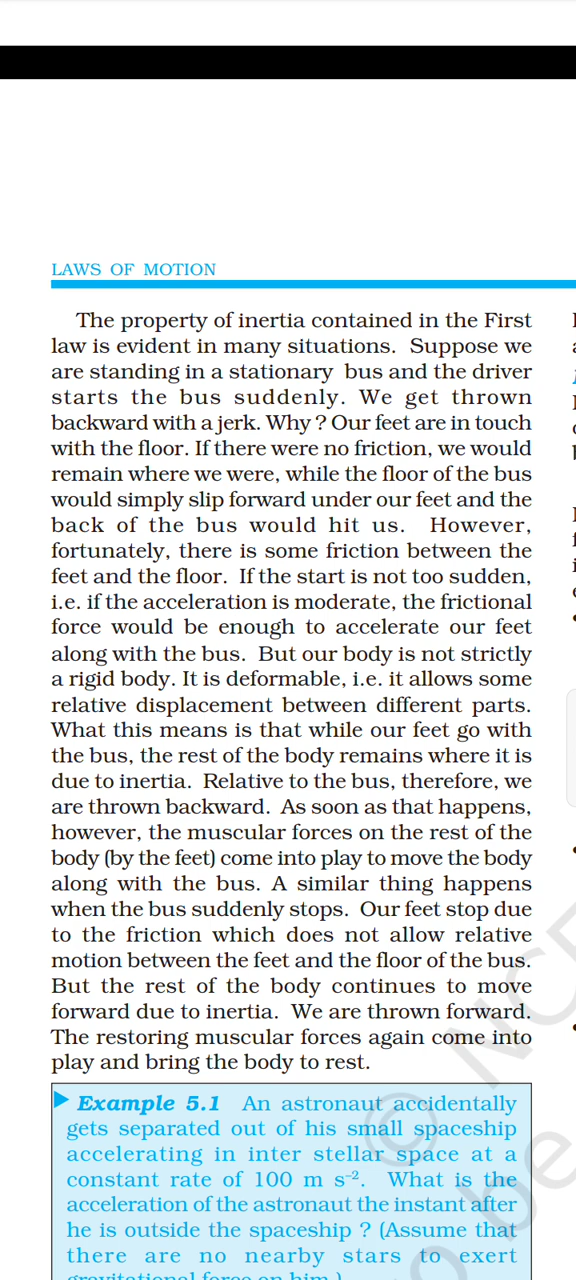 LAWS OF MOTION
The property of inertia contained in the First
law is evident in many situations. Suppose we
are standing in a stationary bus and the driver
starts the bus suddenly. We get thrown
backward with a jerk. Why ? Our feet are in touch
with the floor. If there were no friction, we would
remain where we were, while the floor of the bus
would simply slip forward under our feet and the
back of the bus would hit us. However,
fortunately, there is some friction between the
feet and the floor. If the start is not too sudden,
i.e. if the acceleration is moderate, the frictional
force would be enough to accelerate our feet
along with the bus. But our body is not strictly
a rigid body. It is deformable, i.e. it allows some
relative displacement between different parts.
What this means is that while our feet go with
the bus, the rest of the body remains where it is
due to inertia. Relative to the bus, therefore, we
are thrown backward. As soon as that happens,
however, the muscular forces on the rest of the
body (by the feet) come into play to move the body
along with the bus. A similar thing happens
when the bus suddenly stops. Our feet stop due
to the friction which does not allow relative
motion between the feet and the floor of the bus.
But the rest of the body continues to move
forward due to inertia. We are thrown forward.
The restoring muscular forces again come into
play and bring the body to rest.
Example 5.1 An astronaut accidentally
gets separated out of his small spaceship
accelerating in inter stellar space at a
constant rate of 100 m s⁻². What is the
acceleration of the astronaut the instant after
he is outside the spaceship ? (Assume that
there are no nearby stars to exert
gravitational force on him.)
© NC
be